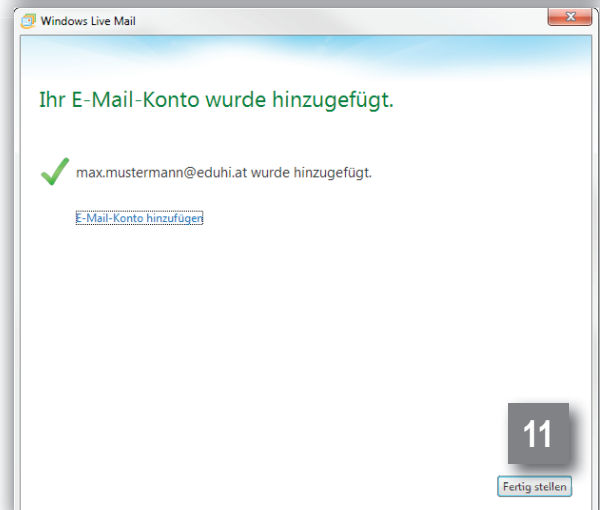 Windows Live Mail
Ihr E-Mail-Konto wurde hinzugefügt.
max.mustermann@eduhi.at wurde hinzugefügt.
E-Mail-Konto hinzufügen
11
Fertig stellen